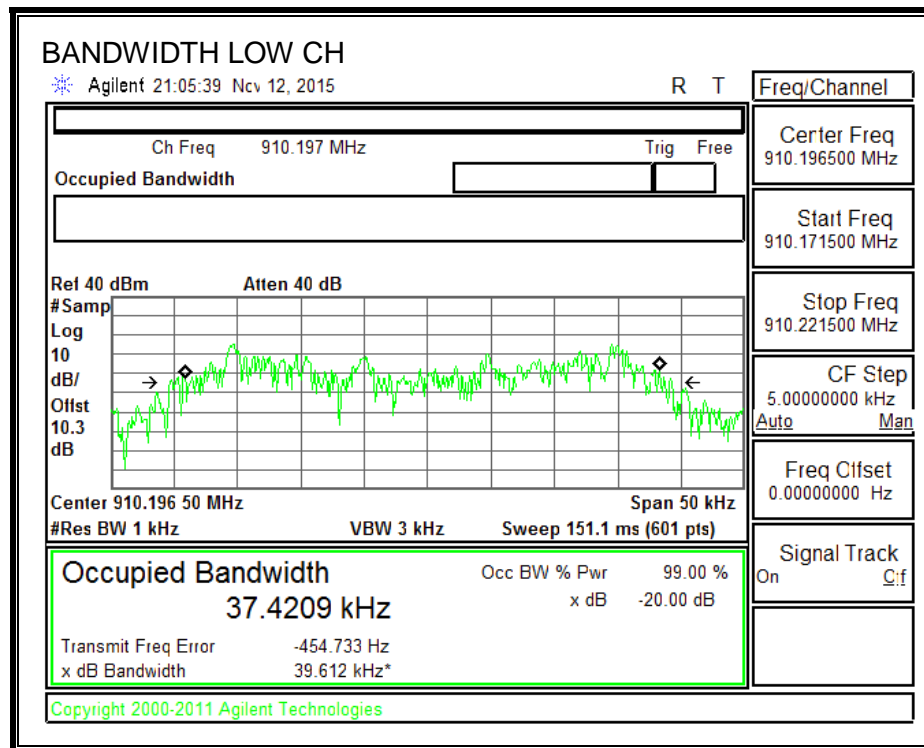 BANDWIDTH LOW CH
Agilent 21:05:39 Nov 12, 2015 R T
Freq/Channel
Ch Freq 910.197 MHz Trig Free
Occupied Bandwidth
Center Freq
910.196500 MHz
Start Freq
910.171500 MHz
Stop Freq
910.221500 MHz
CF Step
5.00000000 kHz
Auto Man
Freq Offset
0.00000000 Hz
Signal Track
On Off
Ref 40 dBm Atten 40 dB
#Samp
Log
10
dB/
Offst
10.3
dB
Center 910.196 50 MHz Span 50 kHz
#Res BW 1 kHz VBW 3 kHz Sweep 151.1 ms (601 pts)
Occupied Bandwidth Occ BW % Pwr 99.00 %
37.4209 kHz x dB -20.00 dB
Transmit Freq Error -454.733 Hz
x dB Bandwidth 39.612 kHz*
Copyright 2000-2011 Agilent Technologies